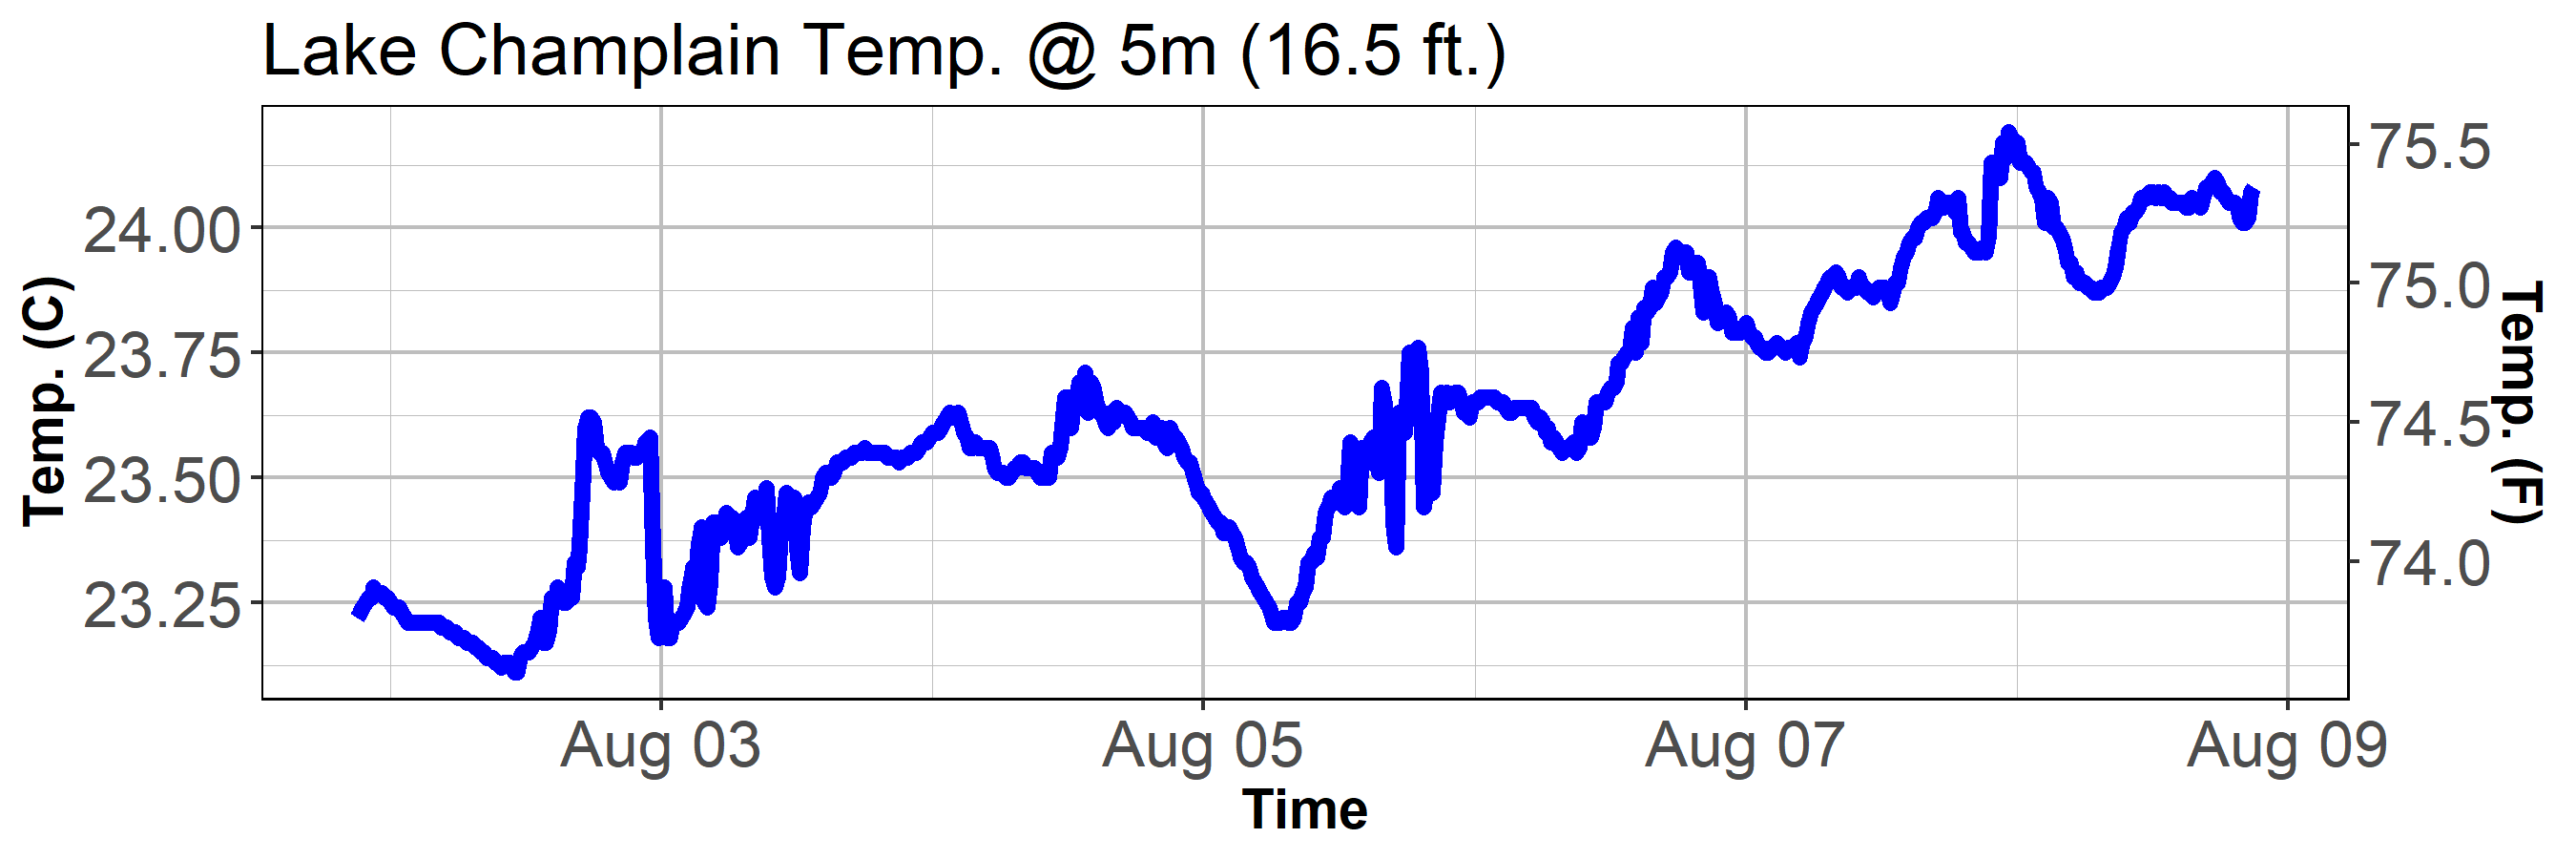 Lake Champlain Temp. @ 5m (16.5 ft.)
Temp. (C)
24.00
23.75
23.50
23.25
75.5
75.0
74.5
74.0
Temp. (F)
Aug 03
Aug 05
Aug 07
Aug 09
Time